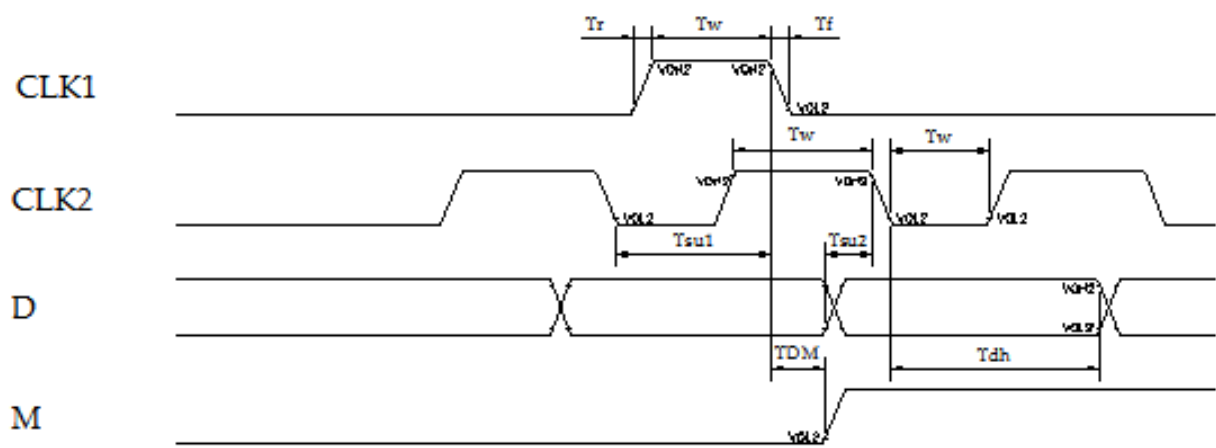 Tr Tw Tf
CLK1
VOH2 VOH2
VOL2
Tw Tw
CLK2
VOH2 VOH2
VOL2 VOL2 VOL2
Tsu1 Tsu2
D
VOH2
VOL2
TDM Tdh
M
VOL2